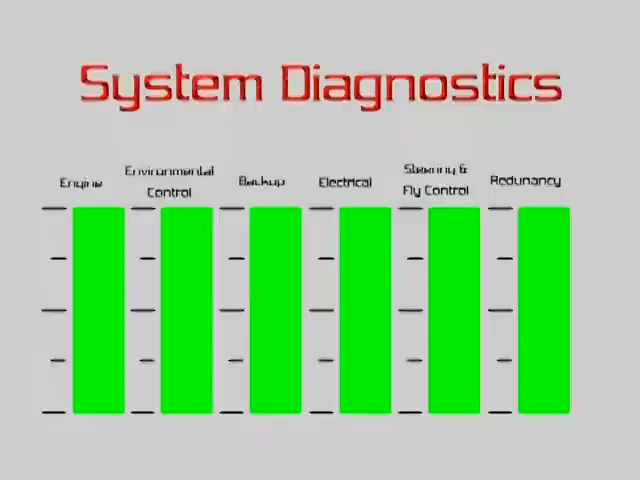 System Diagnostics
Engine
Environmental
Control
Backup
Electrical
Steering &
Fly Control
Redunancy